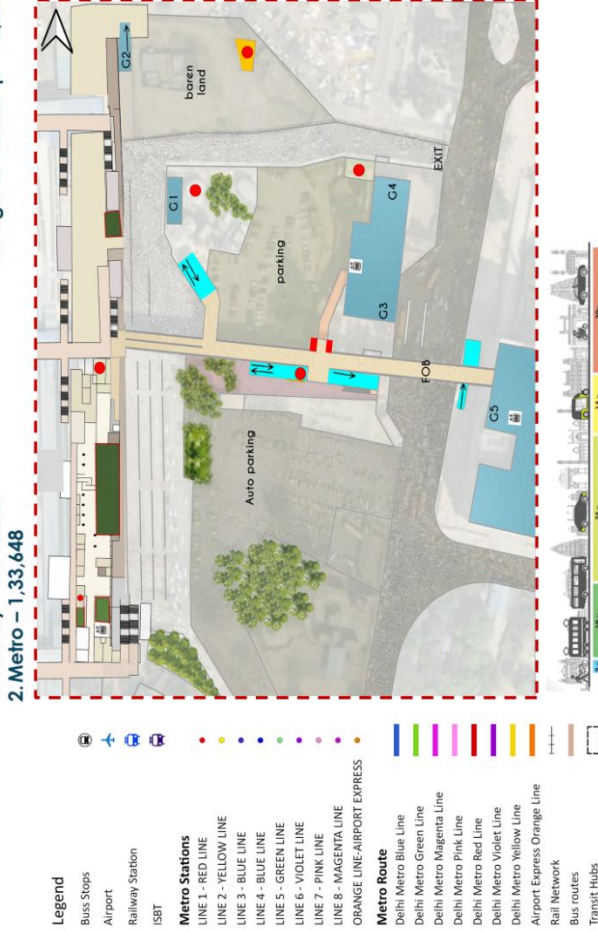 2. Metro – 1,33,648
G2
baren
land
G1
parking
G4
G3
EXIT
FOB
G5
Auto parking
Legend
Buss Stops
Airport
Railway Station
ISBT
Metro Stations
LINE 1 - RED LINE
LINE 2 - YELLOW LINE
LINE 3 - BLUE LINE
LINE 4 - BLUE LINE
LINE 5 - GREEN LINE
LINE 6 - VIOLET LINE
LINE 7 - PINK LINE
LINE 8 - MAGENTA LINE
ORANGE LINE-AIRPORT EXPRESS
Metro Route
Delhi Metro Blue Line
Delhi Metro Green Line
Delhi Metro Magenta Line
Delhi Metro Pink Line
Delhi Metro Red Line
Delhi Metro Violet Line
Delhi Metro Yellow Line
Airport Express Orange Line
Rail Network
Bus routes
Transit Hubs